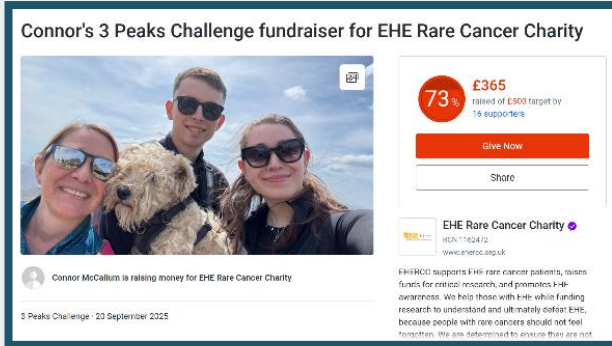 Connor's 3 Peaks Challenge fundraiser for EHE Rare Cancer Charity
73%
£365
raised of £500 target by
16 supporters
Give Now
Share
EHE Rare Cancer Charity
RCN 1162472
www.ehercc.org.uk
Connor McCallum is raising money for EHE Rare Cancer Charity
3 Peaks Challenge · 20 September 2025
EHERCC supports EHE rare cancer patients, raises
funds for critical research, and promotes EHE
awareness. We help those with EHE while funding
research to understand and ultimately defeat EHE,
because people with rare cancers should not feel
forgotten. We are determined to ensure they are not.